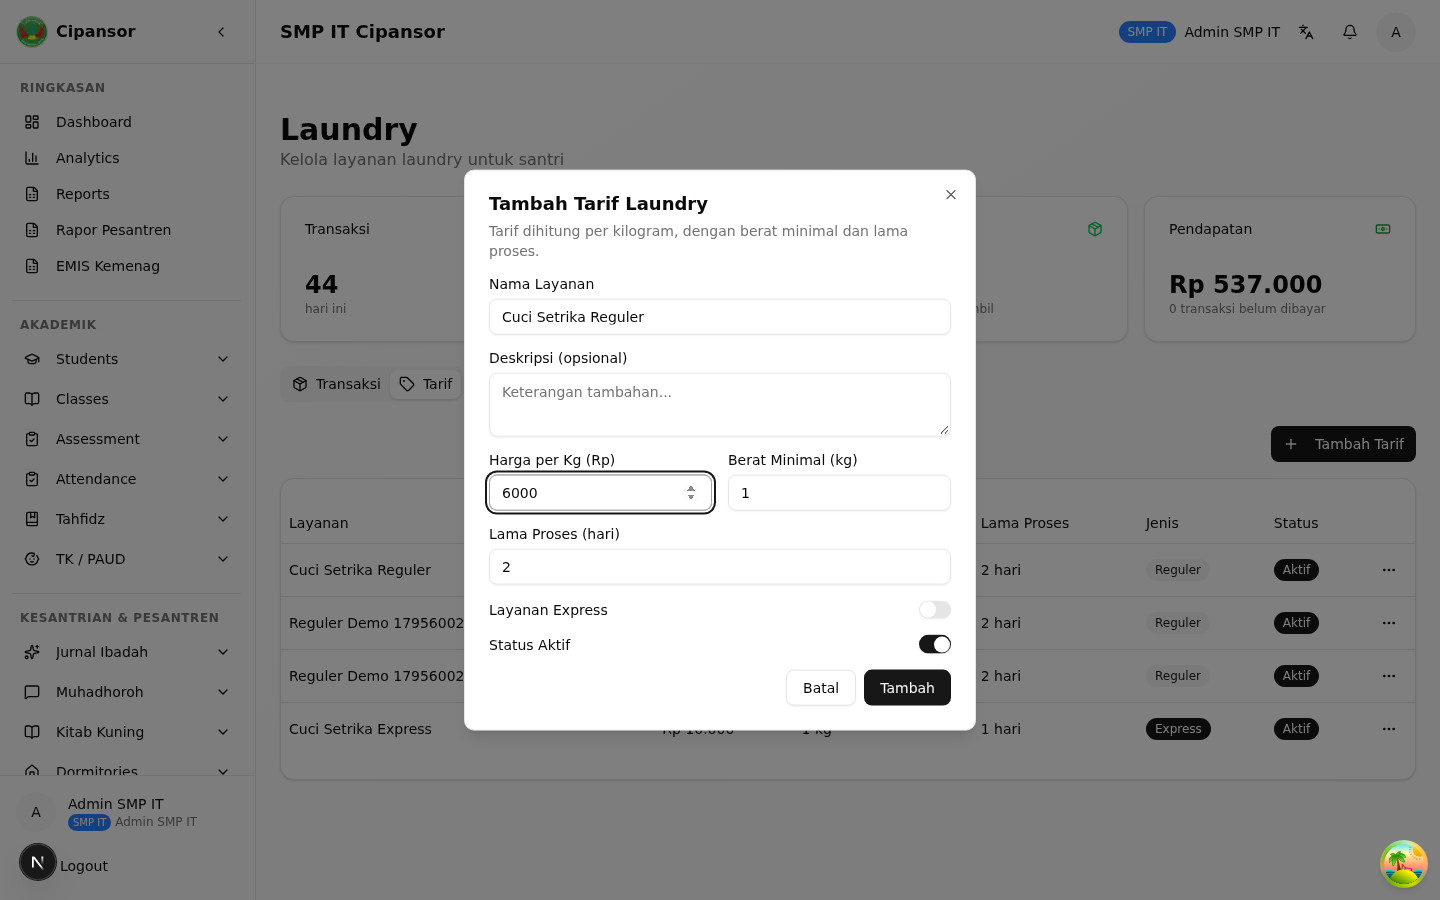 Cipansor
SMP IT Cipansor
SMP IT
Admin SMP IT
A
RINGKASAN
Dashboard
Analytics
Reports
Rapor Pesantren
EMIS Kemenag
AKADEMIK
Students
Classes
Assessment
Attendance
Tahfidz
TK / PAUD
KESANTRIAN & PESANTREN
Jurnal Ibadah
Muhadhoroh
Kitab Kuning
Dormitories
A
Admin SMP IT
SMP IT Admin SMP IT
N
Logout
Laundry
Kelola layanan laundry untuk santri
Transaksi
44
hari ini
Pendapatan
Rp 537.000
0 transaksi belum dibayar
Transaksi
Tarif
Tambah Tarif
Layanan
Lama Proses
Jenis
Status
Cuci Setrika Reguler
2 hari
Reguler
Aktif
Reguler Demo 17956002
2 hari
Reguler
Aktif
Reguler Demo 17956002
2 hari
Reguler
Aktif
Cuci Setrika Express
Rp 10.000
1 kg
1 hari
Express
Aktif
Tambah Tarif Laundry
Tarif dihitung per kilogram, dengan berat minimal dan lama
proses.
Nama Layanan
Cuci Setrika Reguler
Deskripsi (opsional)
Keterangan tambahan...
Harga per Kg (Rp)
Berat Minimal (kg)
6000
1
Lama Proses (hari)
2
Layanan Express
Status Aktif
Batal
Tambah